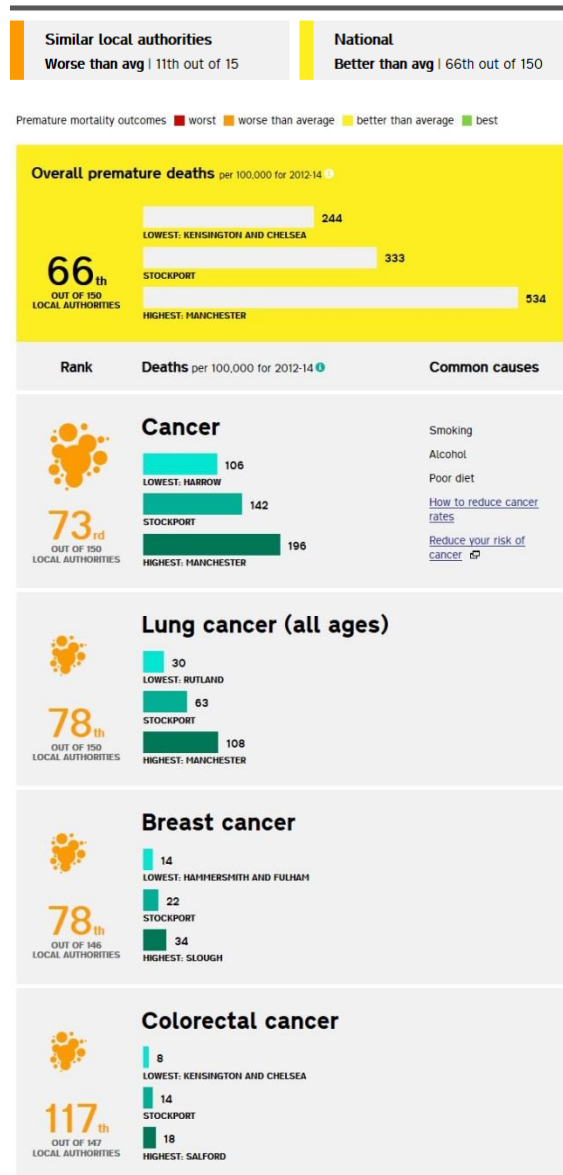 Similar local authorities
Worse than avg | 11th out of 15
National
Better than avg | 66th out of 150
Premature mortality outcomes worst worse than average better than average best
Overall premature deaths per 100,000 for 2012-14
244
LOWEST: KENSINGTON AND CHELSEA
333
STOCKPORT
534
HIGHEST: MANCHESTER
66th
OUT OF 150
LOCAL AUTHORITIES
Rank
Deaths per 100,000 for 2012-14
Common causes
Cancer
106
LOWEST: HARROW
142
STOCKPORT
196
HIGHEST: MANCHESTER
73rd
OUT OF 150
LOCAL AUTHORITIES
Smoking
Alcohol
Poor diet
How to reduce cancer
rates
Reduce your risk of
cancer
Lung cancer (all ages)
30
LOWEST: RUTLAND
63
STOCKPORT
108
HIGHEST: MANCHESTER
78th
OUT OF 150
LOCAL AUTHORITIES
Breast cancer
14
LOWEST: HAMMERSMITH AND FULHAM
22
STOCKPORT
34
HIGHEST: SLOUGH
78th
OUT OF 146
LOCAL AUTHORITIES
Colorectal cancer
8
LOWEST: KENSINGTON AND CHELSEA
14
STOCKPORT
18
HIGHEST: SALFORD
117th
OUT OF 147
LOCAL AUTHORITIES